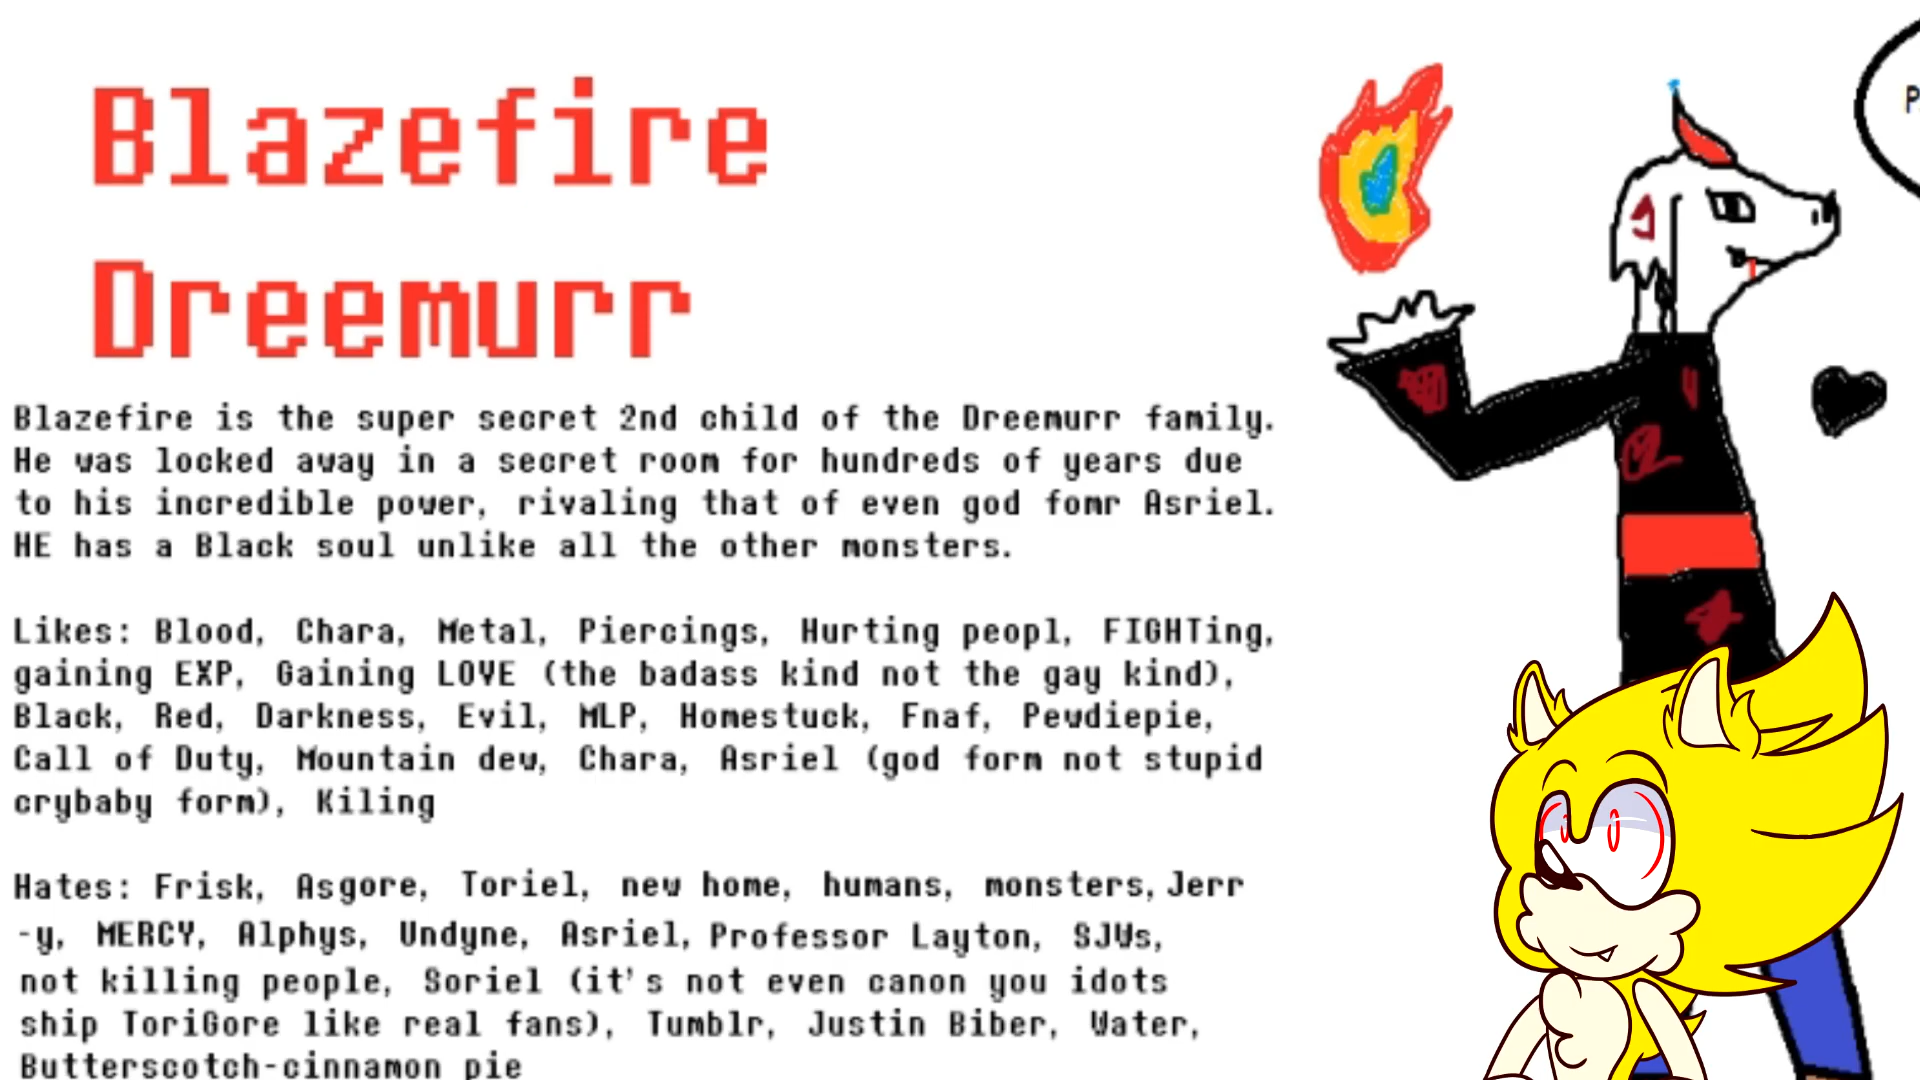 Blazefire
Dreemurr
Blazefire is the super secret 2nd child of the Dreemurr family.
He was locked away in a secret room for hundreds of years due
to his incredible power, rivaling that of even god fomr Asriel.
HE has a Black soul unlike all the other monsters.
Likes: Blood, Chara, Metal, Piercings, Hurting peopl, FIGHTing,
gaining EXP, Gaining LOVE (the badass kind not the gay kind),
Black, Red, Darkness, Evil, MLP, Homestuck, Fnaf, Pewdiepie,
Call of Duty, Mountain dew, Chara, Asriel (god form not stupid
crybaby form), Kiling
Hates: Frisk, Asgore, Toriel, new home, humans, monsters, Jerr
-y, MERCY, Alphys, Undyne, Asriel, Professor Layton, SJWs,
not killing people, Soriel (it's not even canon you idots
ship ToriGore like real fans), Tumblr, Justin Biber, Water,
Butterscotch-cinnamon pie